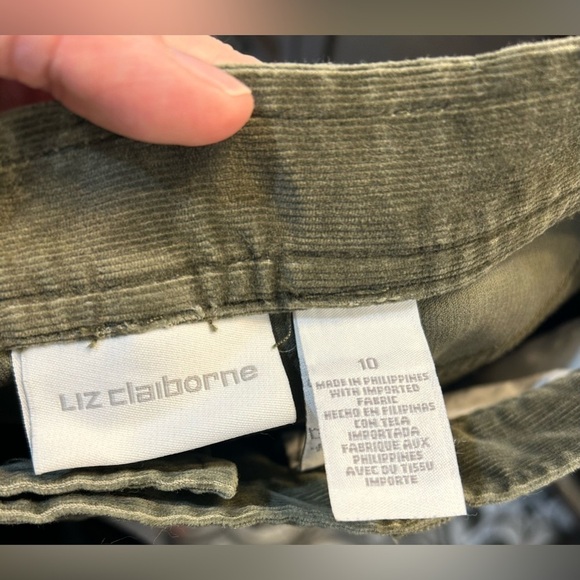 LIZ claiborne
10
MADE IN PHILIPPINES
WITH IMPORTED
FABRIC
HECHO EN FILIPINAS
CON TELA
IMPORTADA
FABRIQUE AUX
PHILIPPINES
AVEC DU TISSU
IMPORTE